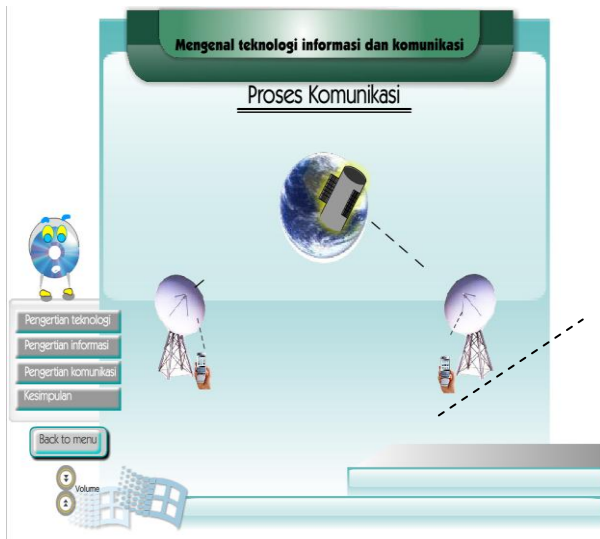 Mengenal teknologi informasi dan komunikasi
Proses Komunikasi
Pengertian teknologi
Pengertian informasi
Pengertian komunikasi
Kesimpulan
Back to menu
Volume